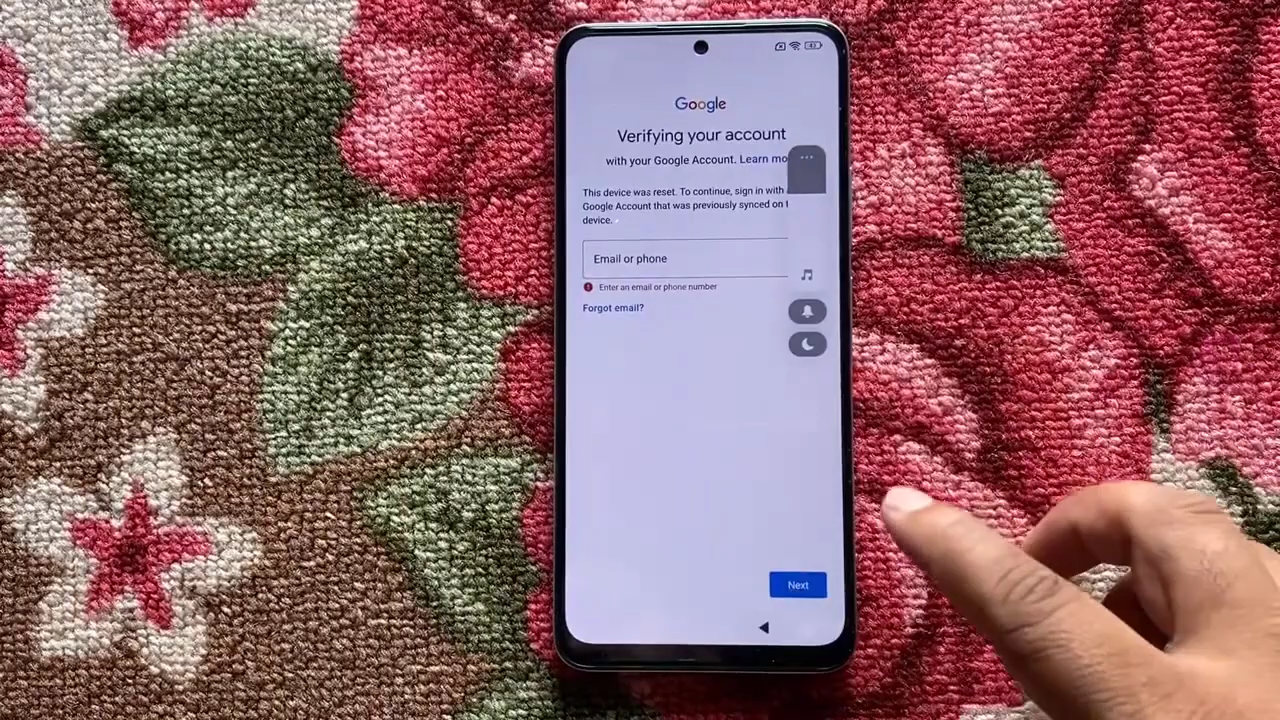 Google
Verifying your account
with your Google Account. Learn mo
This device was reset. To continue, sign in with
Google Account that was previously synced on
device.
Email or phone
Enter an email or phone number
Forgot email?
Next